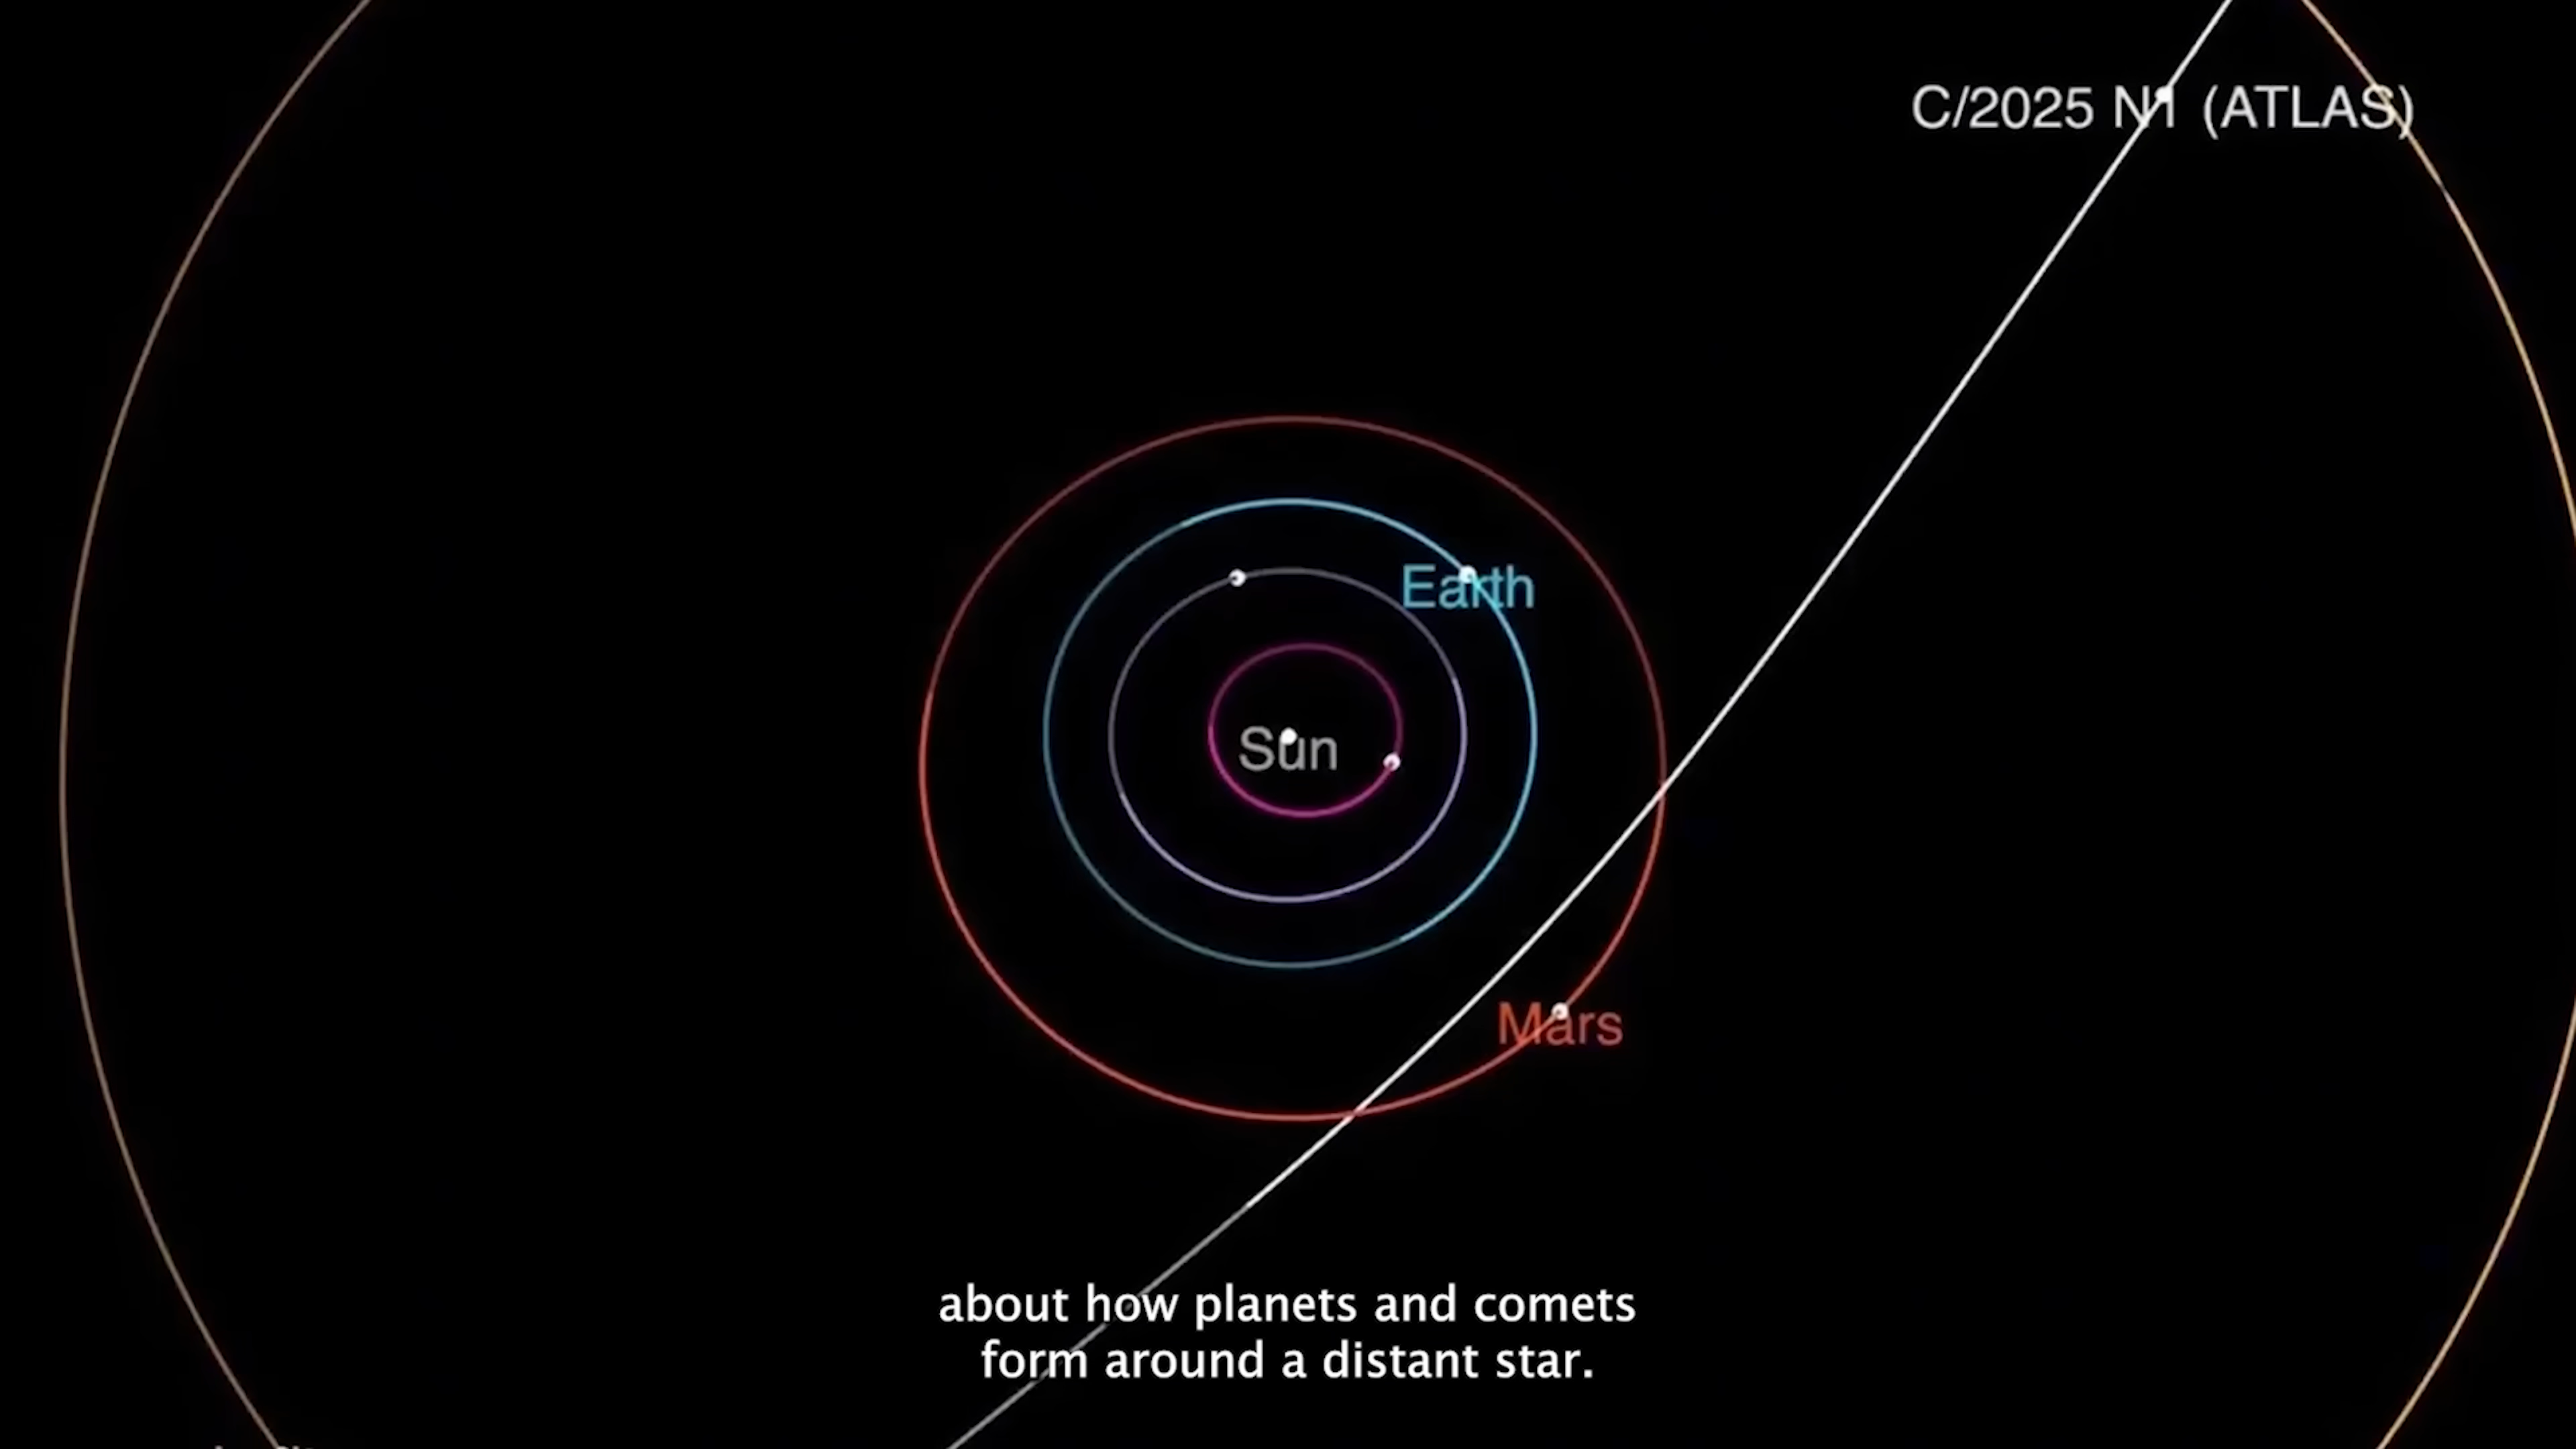 C/2025 N1 (ATLAS)
Earth
Sun
Mars
about how planets and comets
form around a distant star.